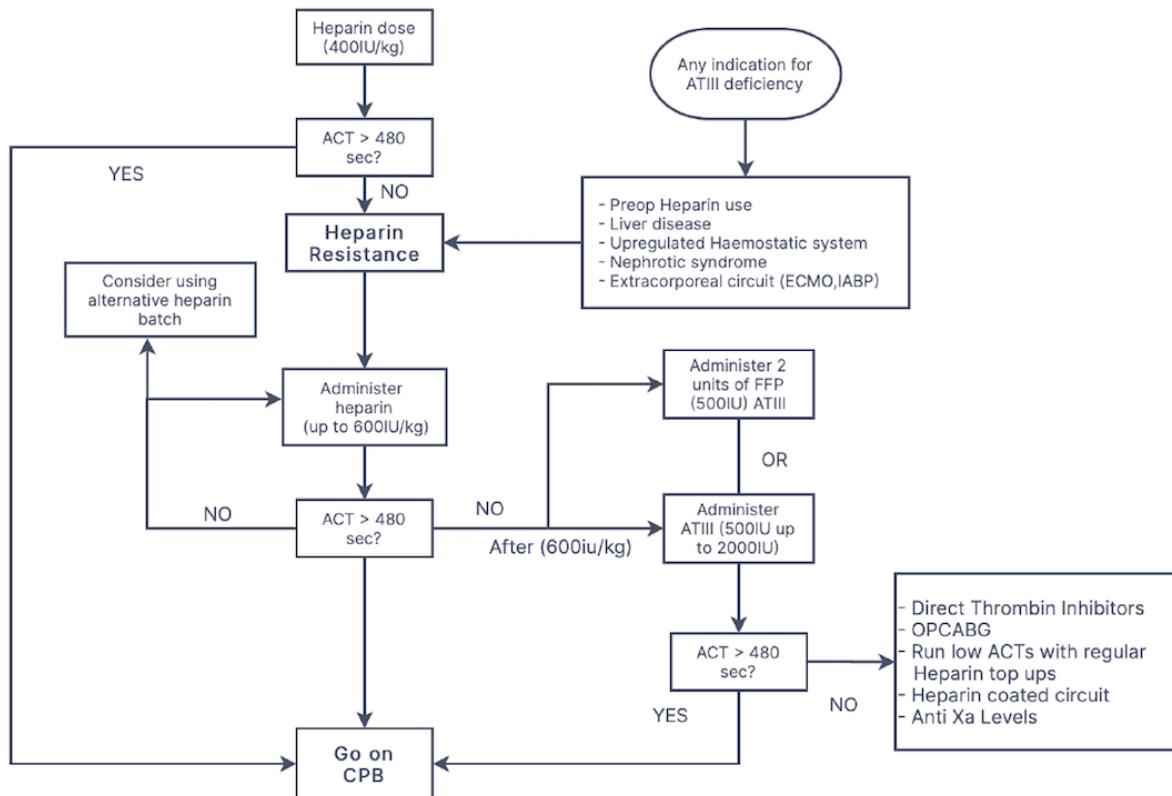 Heparin dose
(400IU/kg)
Any indication for
ATIII deficiency
ACT > 480
sec?
YES
NO
- Preop Heparin use
- Liver disease
- Upregulated Haemostatic system
- Nephrotic syndrome
- Extracorporeal circuit (ECMO,IABP)
Heparin
Resistance
Consider using
alternative heparin
batch
Administer
heparin
(up to 600IU/kg)
Administer 2
units of FFP
(500IU) ATIII
OR
NO
ACT > 480
sec?
NO
After (600iu/kg)
Administer
ATIII (500IU up
to 2000IU)
ACT > 480
sec?
YES
NO
- Direct Thrombin Inhibitors
- OPCABG
- Run low ACTs with regular
Heparin top ups
- Heparin coated circuit
- Anti Xa Levels
Go on
CPB